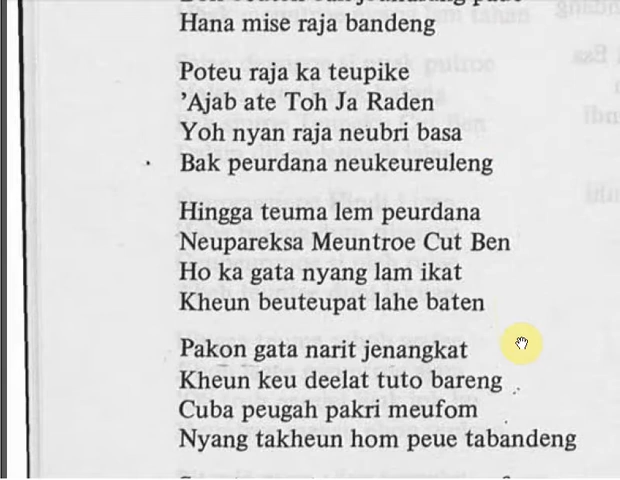 Hana mise raja bandeng
Poteu raja ka teupike
'Ajab ate Toh Ja Raden
Yoh nyan raja neubri basa
Bak peurdana neukeureuleng
Hingga teuma lem peurdana
Neupareksa Meuntroe Cut Ben
Ho ka gata nyang lam ikat
Kheun beuteupat lahe baten
Pakon gata narit jenangkat
Kheun keu deelat tuto bareng
Cuba peugah pakri meufom
Nyang takheun hom peue tabandeng